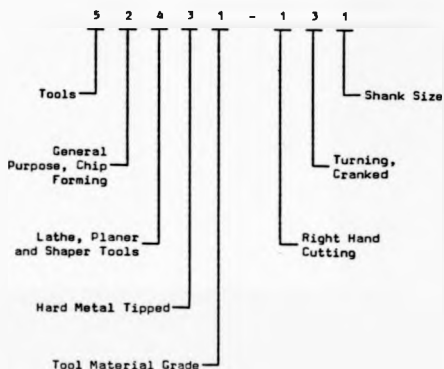 5 2 4 3 1 - 1 3 1
Tools
Shank Size
General
Purpose, Chip
Forming
Turning,
Cranked
Lathe, Planer
and Shaper Tools
Right Hand
Cutting
Hard Metal Tipped
Tool Material Grade